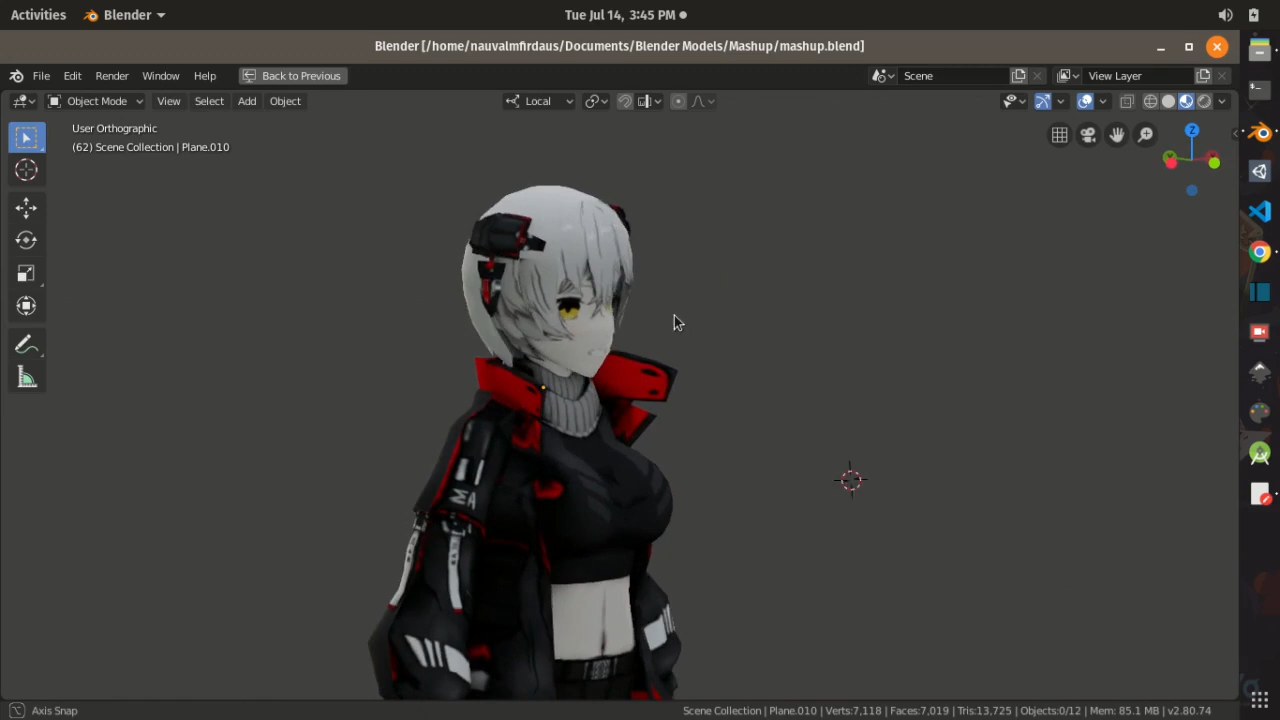 Activities Blender Tue Jul 14, 3:45 PM
Blender [/home/nauvalmfirdaus/Documents/Blender Models/Mashup/mashup.blend]
File Edit Render Window Help Back to Previous Scene View Layer
Object Mode View Select Add Object Local
User Orthographic
(62) Scene Collection | Plane.010
Z
MA
Axis Snap Scene Collection | Plane.010 | Verts:7,118 | Faces:7,019 | Tris:13,725 | Objects:0/12 | Mem: 85.1 MB | v2.80.74